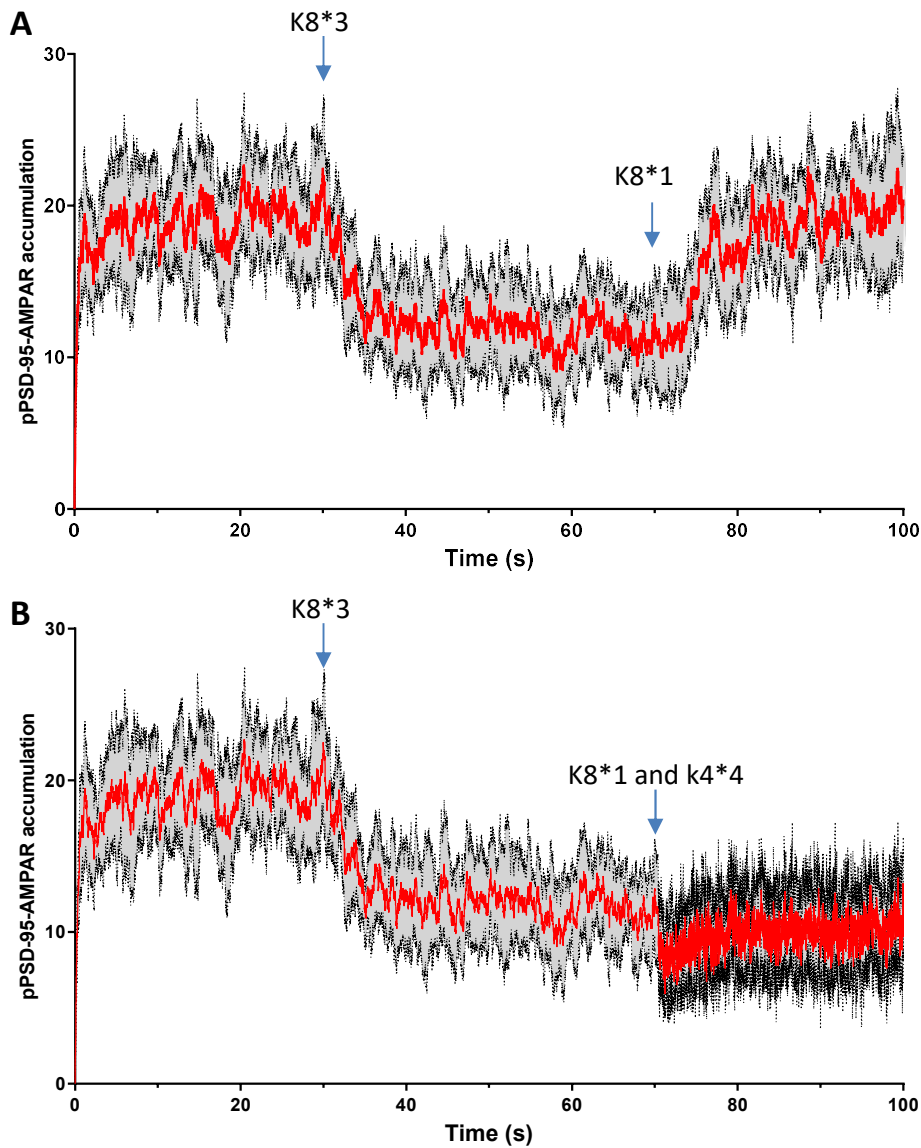 A
K8*3
30
K8*1
20
pPSD-95-AMPAR accumulation
10
0
0 20 40 60 80 100
Time (s)
B
K8*3
30
K8*1 and k4*4
20
pPSD-95-AMPAR accumulation
10
0
0 20 40 60 80 100
Time (s)